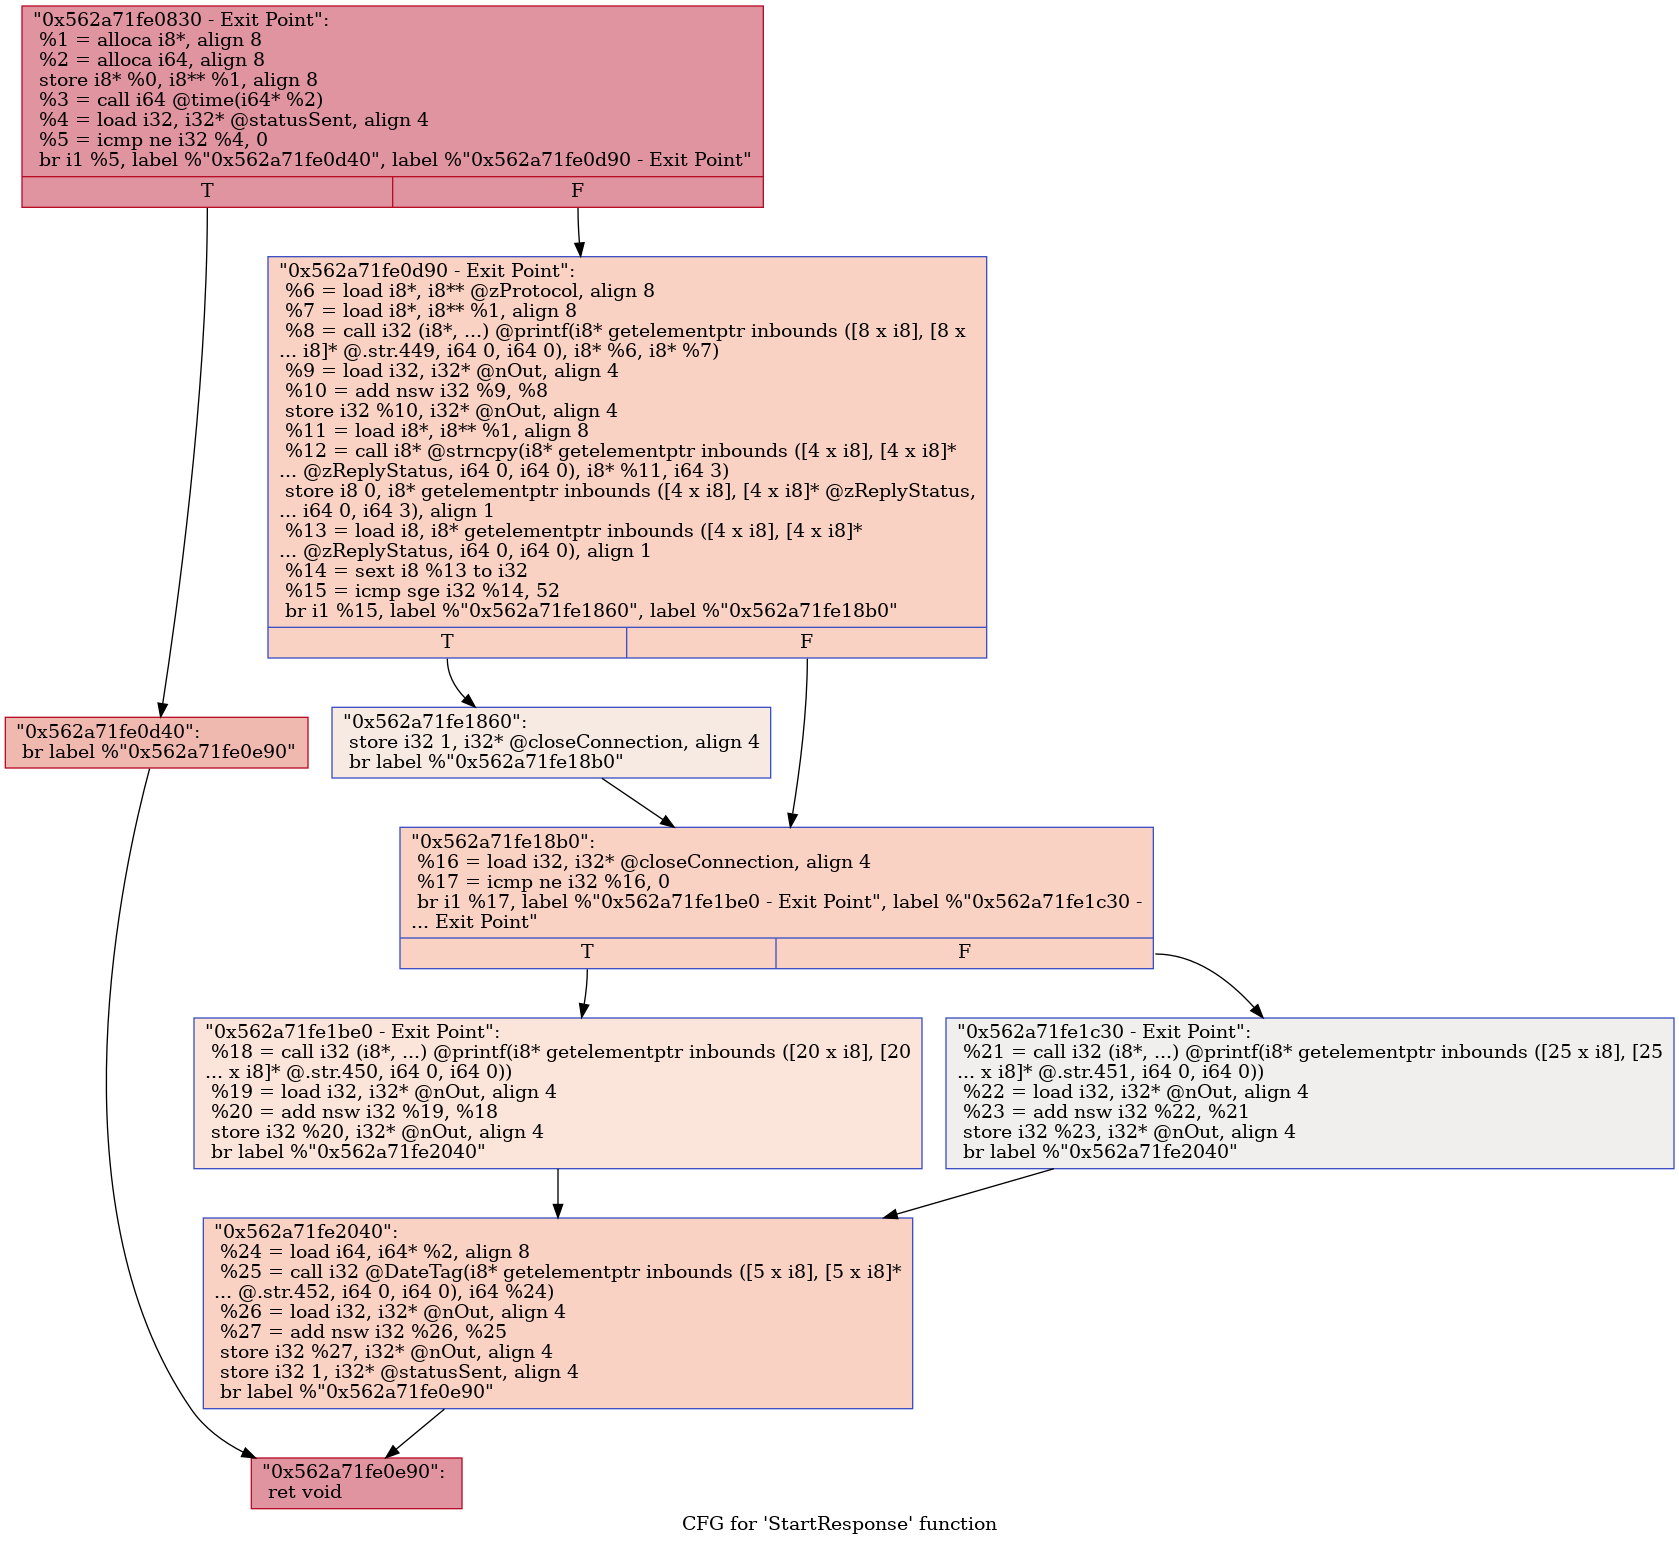 "0x562a71fe0830 - Exit Point":
%1 = alloca i8*, align 8
%2 = alloca i64, align 8
store i8* %0, i8** %1, align 8
%3 = call i64 @time(i64* %2)
%4 = load i32, i32* @statusSent, align 4
%5 = icmp ne i32 %4, 0
br i1 %5, label %"0x562a71fe0d40", label %"0x562a71fe0d90 - Exit Point"
T
F
"0x562a71fe0d90 - Exit Point":
%6 = load i8*, i8** @zProtocol, align 8
%7 = load i8*, i8** %1, align 8
%8 = call i32 (i8*, ...) @printf(i8* getelementptr inbounds ([8 x i8], [8 x
... i8]* @.str.449, i64 0, i64 0), i8* %6, i8* %7)
%9 = load i32, i32* @nOut, align 4
%10 = add nsw i32 %9, %8
store i32 %10, i32* @nOut, align 4
%11 = load i8*, i8** %1, align 8
%12 = call i8* @strncpy(i8* getelementptr inbounds ([4 x i8], [4 x i8]*
... @zReplyStatus, i64 0, i64 0), i8* %11, i64 3)
store i8 0, i8* getelementptr inbounds ([4 x i8], [4 x i8]* @zReplyStatus,
... i64 0, i64 3), align 1
%13 = load i8, i8* getelementptr inbounds ([4 x i8], [4 x i8]*
... @zReplyStatus, i64 0, i64 0), align 1
%14 = sext i8 %13 to i32
%15 = icmp sge i32 %14, 52
br i1 %15, label %"0x562a71fe1860", label %"0x562a71fe18b0"
T
F
"0x562a71fe0d40":
br label %"0x562a71fe0e90"
"0x562a71fe1860":
store i32 1, i32* @closeConnection, align 4
br label %"0x562a71fe18b0"
"0x562a71fe18b0":
%16 = load i32, i32* @closeConnection, align 4
%17 = icmp ne i32 %16, 0
br i1 %17, label %"0x562a71fe1be0 - Exit Point", label %"0x562a71fe1c30 -
... Exit Point"
T
F
"0x562a71fe1be0 - Exit Point":
%18 = call i32 (i8*, ...) @printf(i8* getelementptr inbounds ([20 x i8], [20
... x i8]* @.str.450, i64 0, i64 0))
%19 = load i32, i32* @nOut, align 4
%20 = add nsw i32 %19, %18
store i32 %20, i32* @nOut, align 4
br label %"0x562a71fe2040"
"0x562a71fe1c30 - Exit Point":
%21 = call i32 (i8*, ...) @printf(i8* getelementptr inbounds ([25 x i8], [25
... x i8]* @.str.451, i64 0, i64 0))
%22 = load i32, i32* @nOut, align 4
%23 = add nsw i32 %22, %21
store i32 %23, i32* @nOut, align 4
br label %"0x562a71fe2040"
"0x562a71fe2040":
%24 = load i64, i64* %2, align 8
%25 = call i32 @DateTag(i8* getelementptr inbounds ([5 x i8], [5 x i8]*
... @.str.452, i64 0, i64 0), i64 %24)
%26 = load i32, i32* @nOut, align 4
%27 = add nsw i32 %26, %25
store i32 %27, i32* @nOut, align 4
store i32 1, i32* @statusSent, align 4
br label %"0x562a71fe0e90"
"0x562a71fe0e90":
ret void
CFG for 'StartResponse' function